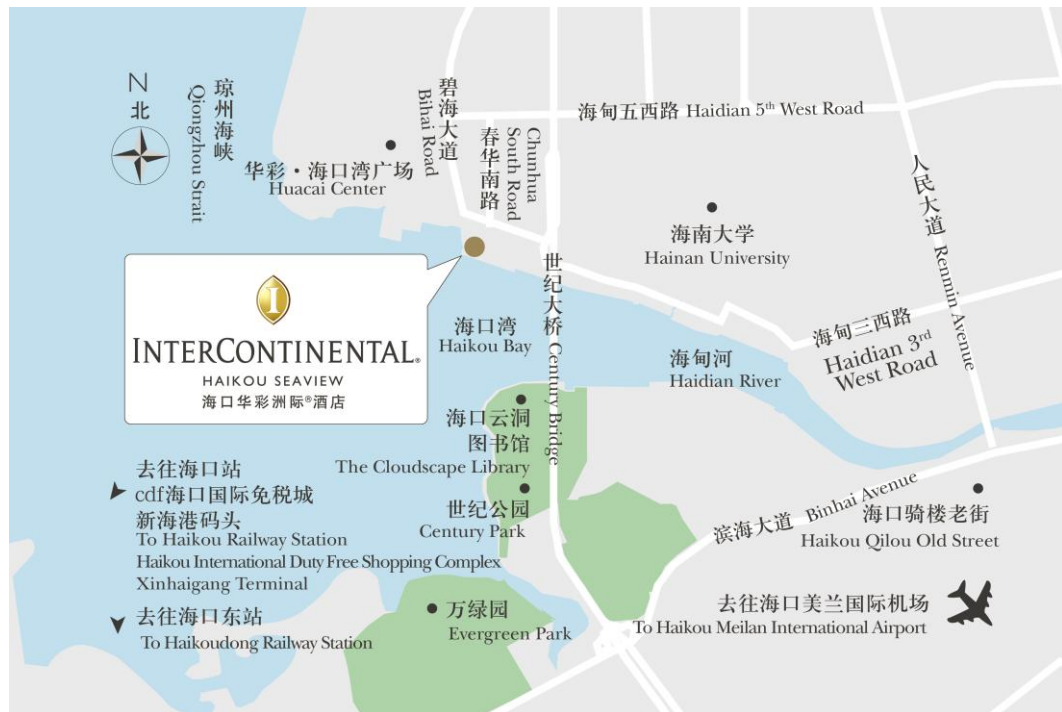 N
北
琼州海峡
Qiongzhou Strait
碧海大道
Bihai Road
春华南路
Chunhua
South Road
海甸五西路 Haidian 5th West Road
华彩·海口湾广场
Huacai Center
人民大道 Renmin Avenue
海南大学
Hainan University
INTERCONTINENTAL®
HAIKOU SEAVIEW
海口华彩洲际®酒店
海口湾
Haikou Bay
世纪大桥 Century Bridge
海甸河
Haidian River
海甸三西路
Haidian 3rd
West Road
海口云洞
图书馆
The Cloudscape Library
世纪公园
Century Park
去往海口站
cdf海口国际免税城
新海港码头
To Haikou Railway Station
Haikou International Duty Free Shopping Complex
Xinhaigang Terminal
滨海大道 Binhai Avenue
海口骑楼老街
Haikou Qilou Old Street
去往海口东站
To Haikoudong Railway Station
万绿园
Evergreen Park
去往海口美兰国际机场
To Haikou Meilan International Airport